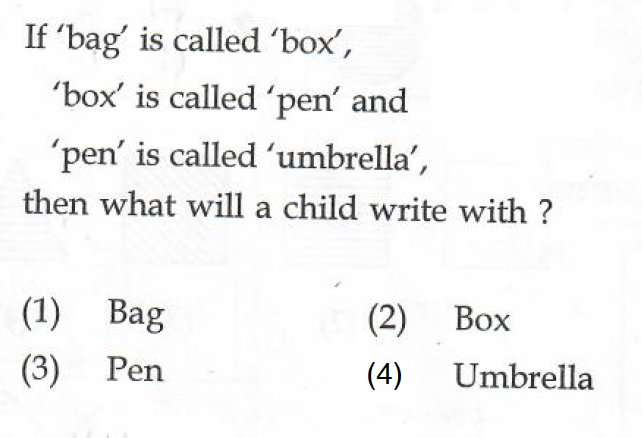 If ‘bag’ is called ‘box’,
‘box’ is called ‘pen’ and
‘pen’ is called ‘umbrella’,
then what will a child write with ?
(1) Bag (2) Box
(3) Pen (4) Umbrella